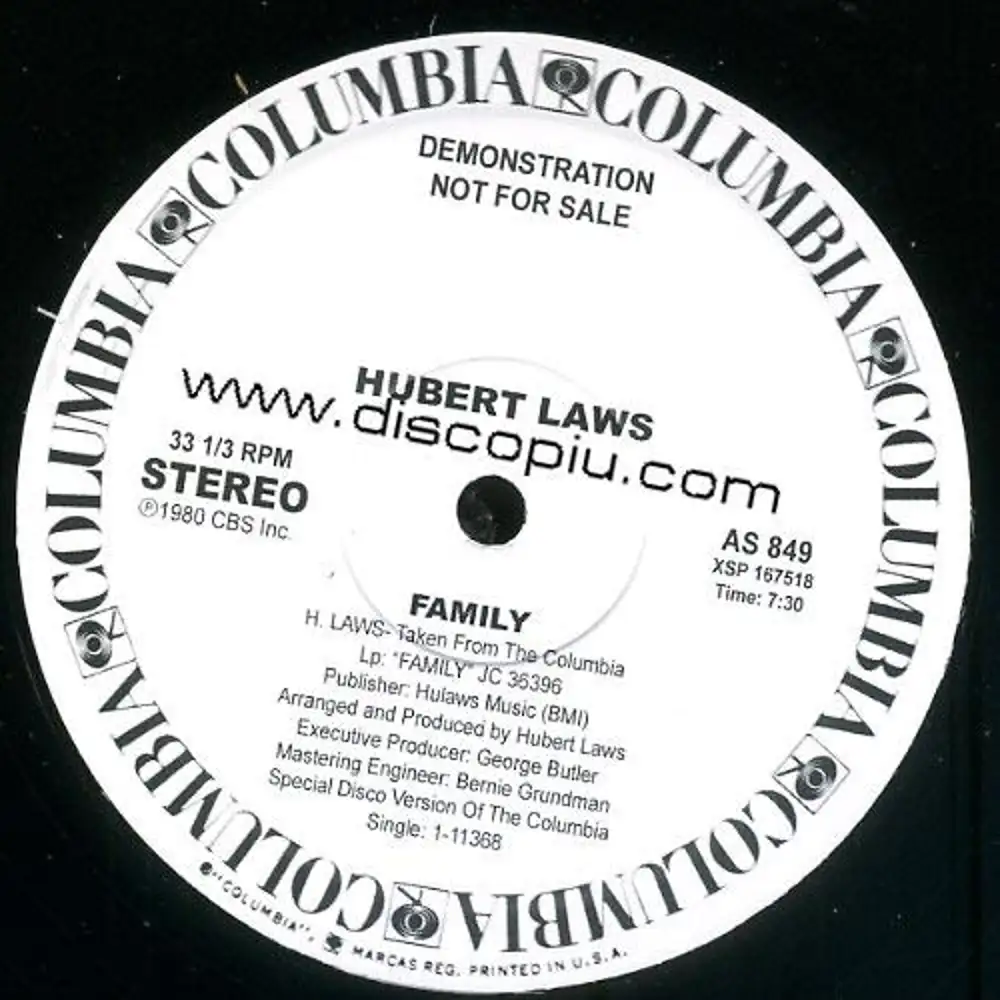 COLUMBIA COLUMBIA COLUMBIA COLUMBIA COLUMBIA COLUMBIA COLUMBIA
DEMONSTRATION
NOT FOR SALE
HUBERT LAWS
www.discopiu.com
33 1/3 RPM
STEREO
Ⓟ1980 CBS Inc.
AS 849
XSP 167518
Time: 7:30
FAMILY
H. LAWS- Taken From The Columbia
Lp: "FAMILY" JC 36396
Publisher: Hulaws Music (BMI)
Arranged and Produced by Hubert Laws
Executive Producer: George Butler
Mastering Engineer: Bernie Grundman
Special Disco Version Of The Columbia
Single: 1-11368
"COLUMBIA", MARCAS REG. PRINTED IN U.S.A.